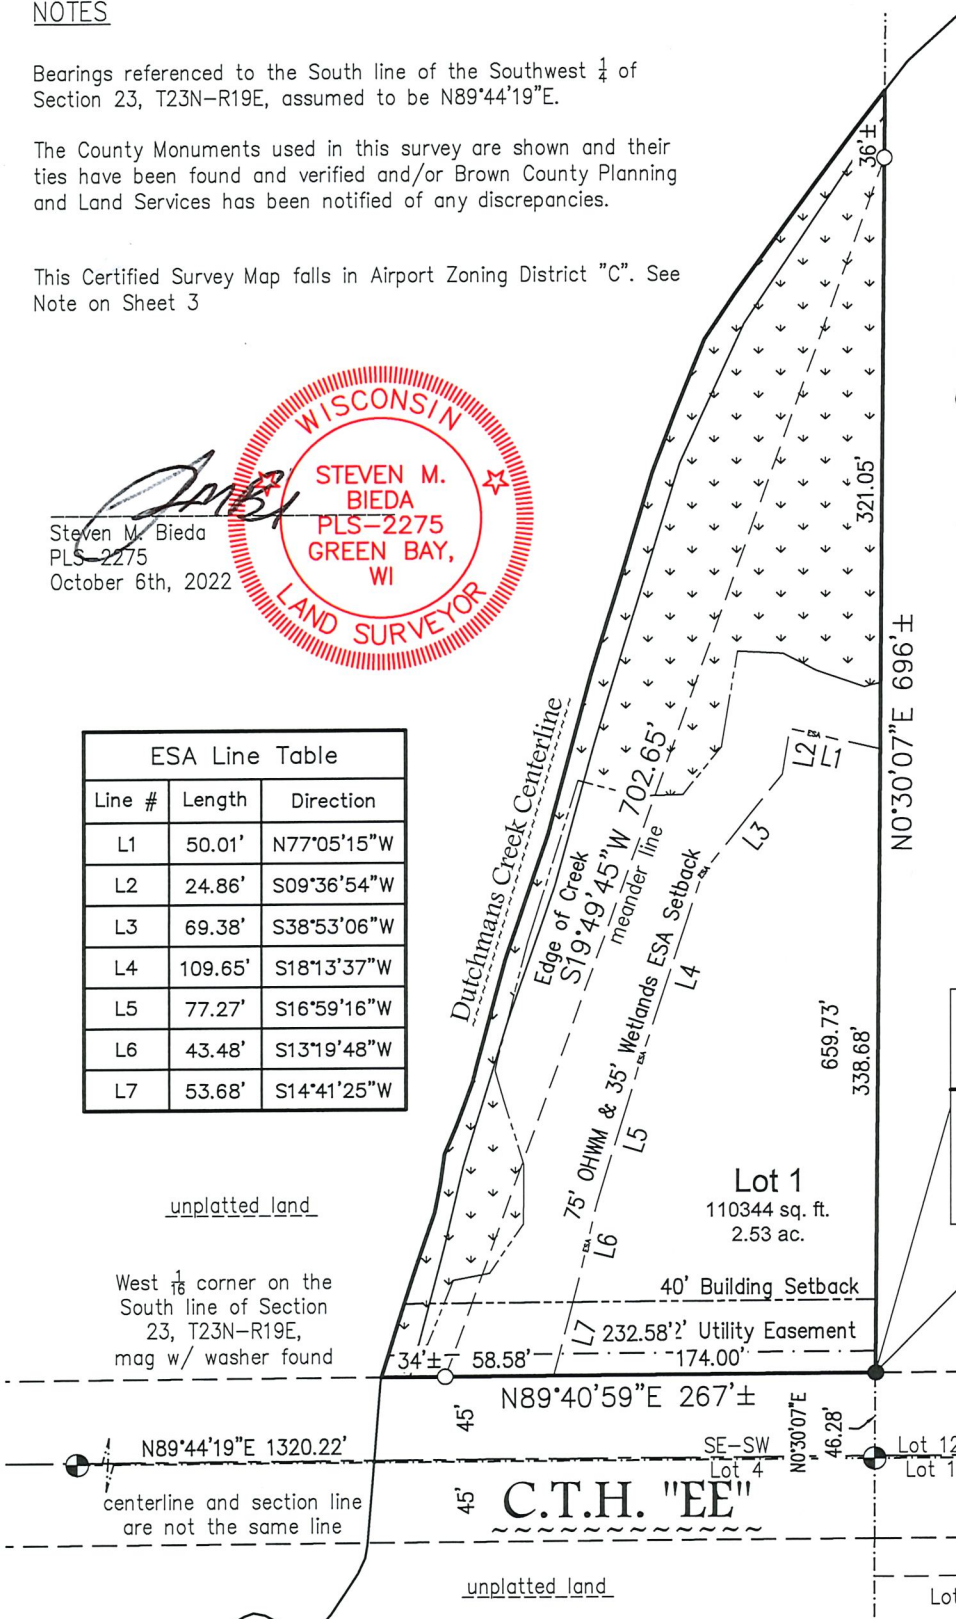 NOTES
Bearings referenced to the South line of the Southwest 1/4 of
Section 23, T23N-R19E, assumed to be N89°44'19"E.
The County Monuments used in this survey are shown and their
ties have been found and verified and/or Brown County Planning
and Land Services has been notified of any discrepancies.
This Certified Survey Map falls in Airport Zoning District "C". See
Note on Sheet 3
WISCONSIN
STEVEN M.
BIEDA
PLS-2275
GREEN BAY,
WI
LAND SURVEYOR
Steven M. Bieda
PLS-2275
October 6th, 2022
ESA Line Table
Line # Length Direction
L1 50.01' N77°05'15"W
L2 24.86' S09°36'54"W
L3 69.38' S38°53'06"W
L4 109.65' S18°13'37"W
L5 77.27' S16°59'16"W
L6 43.48' S13°19'48"W
L7 53.68' S14°41'25"W
36'±
321.05'
N0°30'07"E 696'±
Dutchmans Creek Centerline
Edge of Creek
S19°49'45"W 702.65'
meander line
75' OHWM & 35' Wetlands ESA Setback
ESA
L2
L1
L3
ESA
L4
ESA
L5
ESA
L6
L7
659.73'
338.68'
Lot 1
110344 sq. ft.
2.53 ac.
unplatted land
West 1/16 corner on the
South line of Section
23, T23N-R19E,
mag w/ washer found
40' Building Setback
232.58' 2' Utility Easement
34'± 58.58' 174.00'
N89°40'59"E 267'±
45'
N89°44'19"E 1320.22'
SE-SW
Lot 4
N0°30'07"E
46.28'
Lot 12
Lot 1
centerline and section line
are not the same line
45'
C.T.H. "EE"
unplatted land
Lot